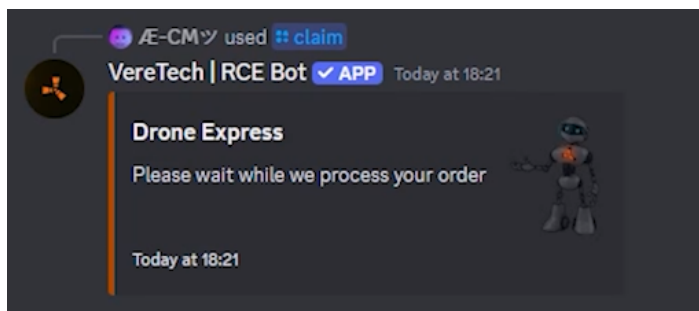 Æ-CMツ used claim
VereTech | RCE Bot ✓ APP Today at 18:21
Drone Express
Please wait while we process your order
Today at 18:21